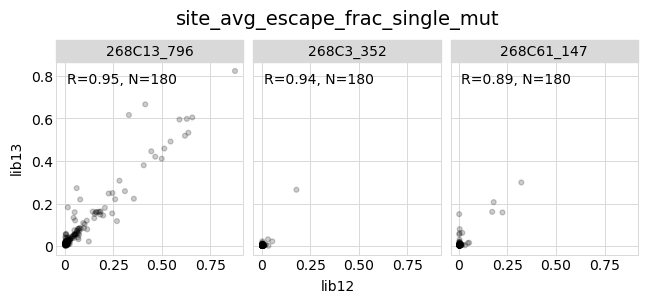 site_avg_escape_frac_single_mut
268C13_796 268C3_352 268C61_147
R=0.95, N=180 R=0.94, N=180 R=0.89, N=180
0.8
0.6
0.4
0.2
0
lib13
0 0.25 0.50 0.75 0 0.25 0.50 0.75 0 0.25 0.50 0.75
lib12